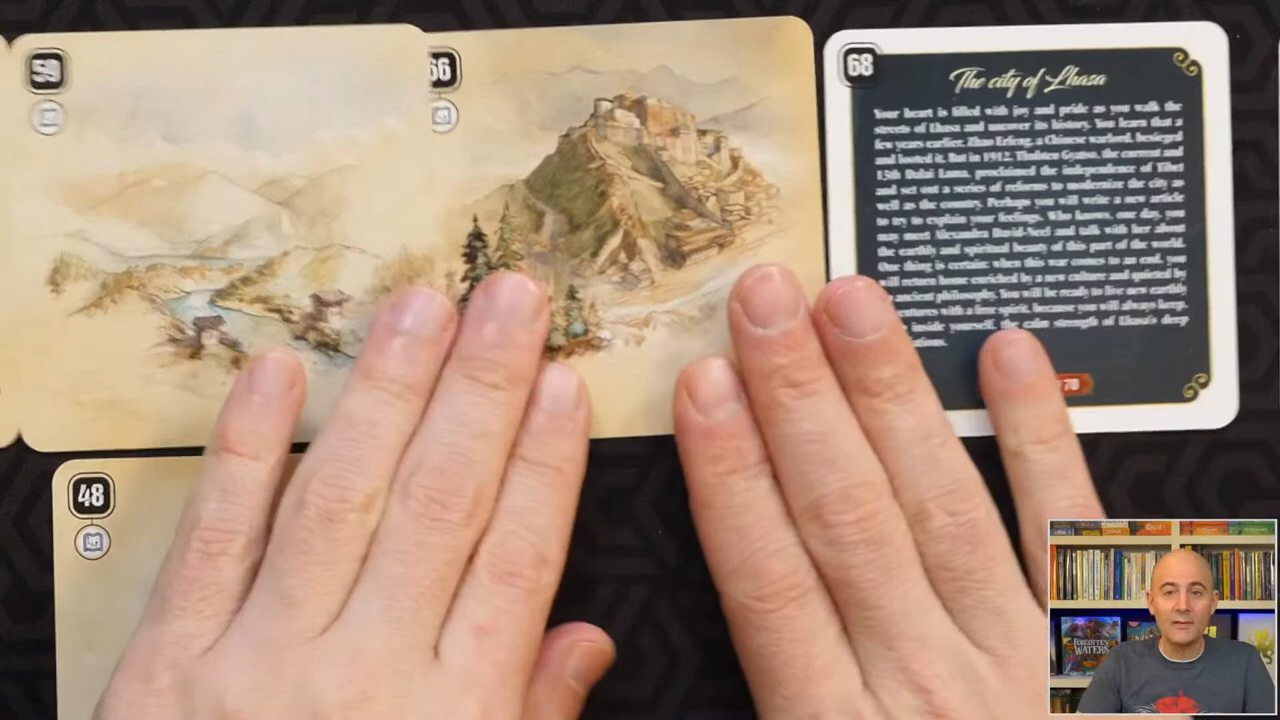 59
66
68
The city of Lhasa
Your heart is filled with joy and pride as you walk the
streets of Lhasa and uncover its history. You learn that a
few years earlier, Zhao Erfeng, a Chinese warlord, besieged
and looted it. But in 1912, Thubten Gyatso, the current and
13th Dalai Lama, proclaimed the independence of Tibet
and set out a series of reforms to modernize the city as
well as the country. Perhaps you will write a new article
to try to explain your feelings. Who knows, one day, you
may meet Alexandra David-Neel and talk with her about
the earthly and spiritual beauty of this part of the world.
One thing is certain: when this war comes to an end, you
will return home enriched by a new culture and quieted by
ancient philosophy. You will be ready to live new earthly
with a free spirit, because you will always keep,
inside yourself, the calm strength of Lhasa's deep
70
48
FORGOTTEN
WATERS